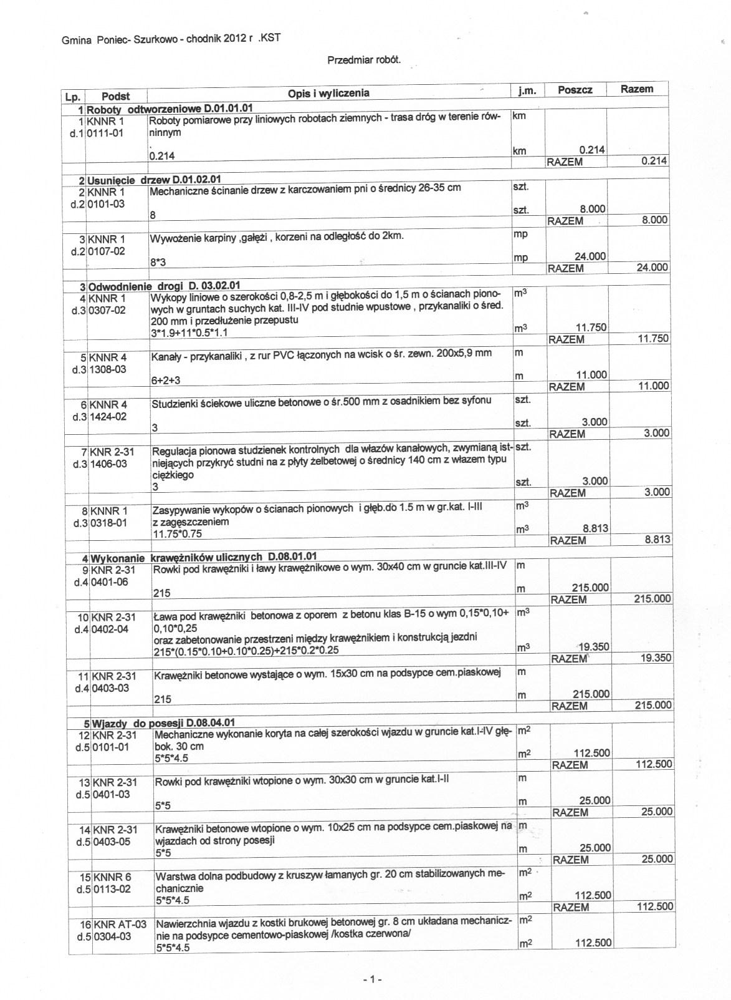 Gmina Poniec- Szurkowo - chodnik 2012 r .KST
Przedmiar robót.
Lp. Podst Opis i wyliczenia j.m. Poszcz Razem
1 Roboty odtworzeniowe D.01.01.01
1 KNNR 1 Roboty pomiarowe przy liniowych robotach ziemnych - trasa dróg w terenie rów- km
d.1 0111-01 ninnym
.
0.214 km 0.214
RAZEM 0.214
2 Usunięcie drzew D.01.02.01
2 KNNR 1 Mechaniczne ścinanie drzew z karczowaniem pni o średnicy 26-35 cm szt.
d.2 0101-03
8 szt. 8.000
RAZEM 8.000
3 KNNR 1 Wywożenie karpiny ,gałęźi , korzeni na odległość do 2km. mp
d.2 0107-02
8*3 mp 24.000
RAZEM 24.000
3 Odwodnienie drogi D. 03.02.01
4 KNNR 1 Wykopy liniowe o szerokości 0,8-2,5 m i głębokości do 1,5 m o ścianach piono- m3
d.3 0307-02 wych w gruntach suchych kat. III-IV pod studnie wpustowe , przykanaliki o śred.
200 mm i przedłużenie przepustu
3*1.9+11*0.5*1.1 m3 11.750
RAZEM 11.750
5 KNNR 4 Kanały - przykanaliki , z rur PVC łączonych na wcisk o śr. zewn. 200x5,9 mm m
d.3 1308-03
6+2+3 m 11.000
RAZEM 11.000
6 KNNR 4 Studzienki ściekowe uliczne betonowe o śr.500 mm z osadnikiem bez syfonu szt.
d.3 1424-02
3 szt. 3.000
RAZEM 3.000
7 KNR 2-31 Regulacja pionowa studzienek kontrolnych dla włazów kanałowych, zwymianą ist- szt.
d.3 1406-03 niejących przykryć studni na z płyty żelbetowej o średnicy 140 cm z włazem typu
ciężkiego
3 szt. 3.000
RAZEM 3.000
8 KNNR 1 Zasypywanie wykopów o ścianach pionowych i głęb.do 1.5 m w gr.kat. I-III m3
d.3 0318-01 z zagęszczeniem
11.75*0.75 m3 8.813
RAZEM 8.813
4 Wykonanie krawężników ulicznych D.08.01.01
9 KNR 2-31 Rowki pod krawężniki i ławy krawężnikowe o wym. 30x40 cm w gruncie kat.III-IV m
d.4 0401-06
215 m 215.000
RAZEM 215.000
10 KNR 2-31 Ława pod krawężniki betonowa z oporem z betonu klas B-15 o wym 0,15*0,10+ m3
d.4 0402-04 0,10*0,25
oraz zabetonowanie przestrzeni między krawężnikiem i konstrukcją jezdni
215*(0.15*0.10+0.10*0.25)+215*0.2*0.25 m3 19.350
RAZEM 19.350
11 KNR 2-31 Krawężniki betonowe wystające o wym. 15x30 cm na podsypce cem.piaskowej m
d.4 0403-03
215 m 215.000
RAZEM 215.000
5 Wjazdy do posesji D.08.04.01
12 KNR 2-31 Mechaniczne wykonanie koryta na całej szerokości wjazdu w gruncie kat.I-IV głę- m2
d.5 0101-01 bok. 30 cm
5*5*4.5 m2 112.500
RAZEM 112.500
13 KNR 2-31 Rowki pod krawężniki wtopione o wym. 30x30 cm w gruncie kat.I-II m
d.5 0401-03
5*5 m 25.000
RAZEM 25.000
14 KNR 2-31 Krawężniki betonowe wtopione o wym. 10x25 cm na podsypce cem.piaskowej na m
d.5 0403-05 wjazdach od strony posesji
5*5 m 25.000
RAZEM 25.000
15 KNNR 6 Warstwa dolna podbudowy z kruszyw łamanych gr. 20 cm stabilizowanych me- m2
d.5 0113-02 chanicznie
5*5*4.5 m2 112.500
RAZEM 112.500
16 KNR AT-03 Nawierzchnia wjazdu z kostki brukowej betonowej gr. 8 cm układana mechanicz- m2
d.5 0304-03 nie na podsypce cementowo-piaskowej /kostka czerwona/
5*5*4.5 m2 112.500
- 1 -